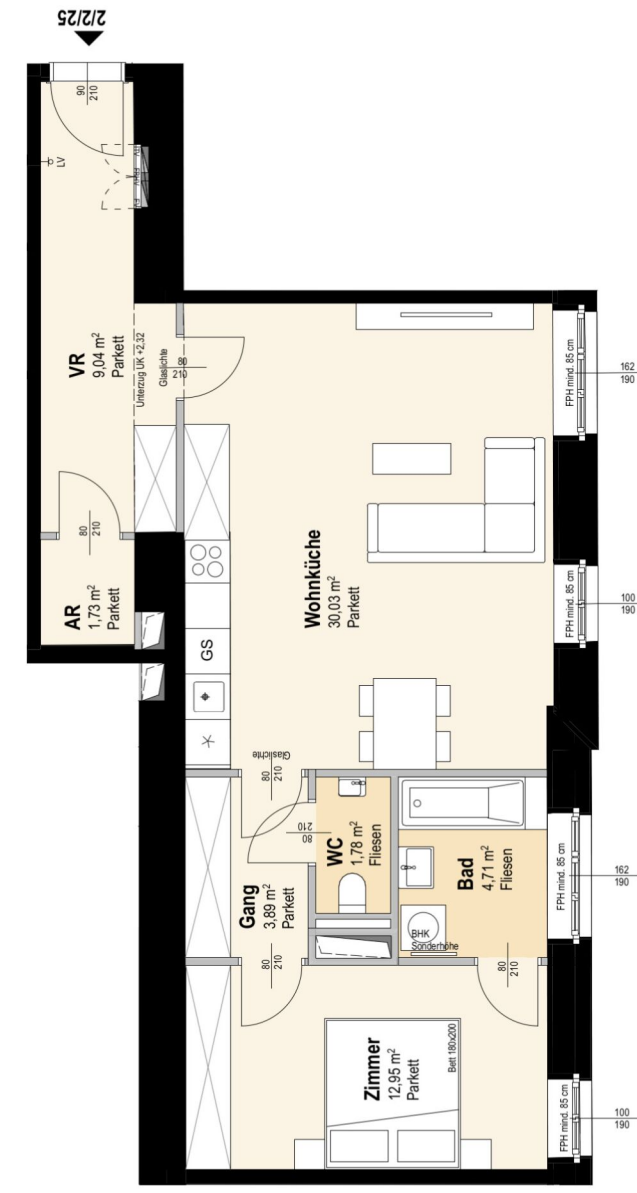 2/2/25
90
210
LV
VR
9,04 m²
Parkett
Unterzug UK +2,32
Glaslichte
80
210
FPH mind. 85 cm
162
190
80
210
AR
1,73 m²
Parkett
Wohnküche
30,03 m²
Parkett
FPH mind. 85 cm
100
190
GS
Glaslichte
80
210
80
210
WC
1,78 m²
Fliesen
Gang
3,89 m²
Parkett
Bad
4,71 m²
Fliesen
FPH mind. 85 cm
162
190
BHK
Sonderhöhe
80
210
80
210
Zimmer
12,95 m²
Parkett
Bett 180x200
FPH mind. 85 cm
100
190